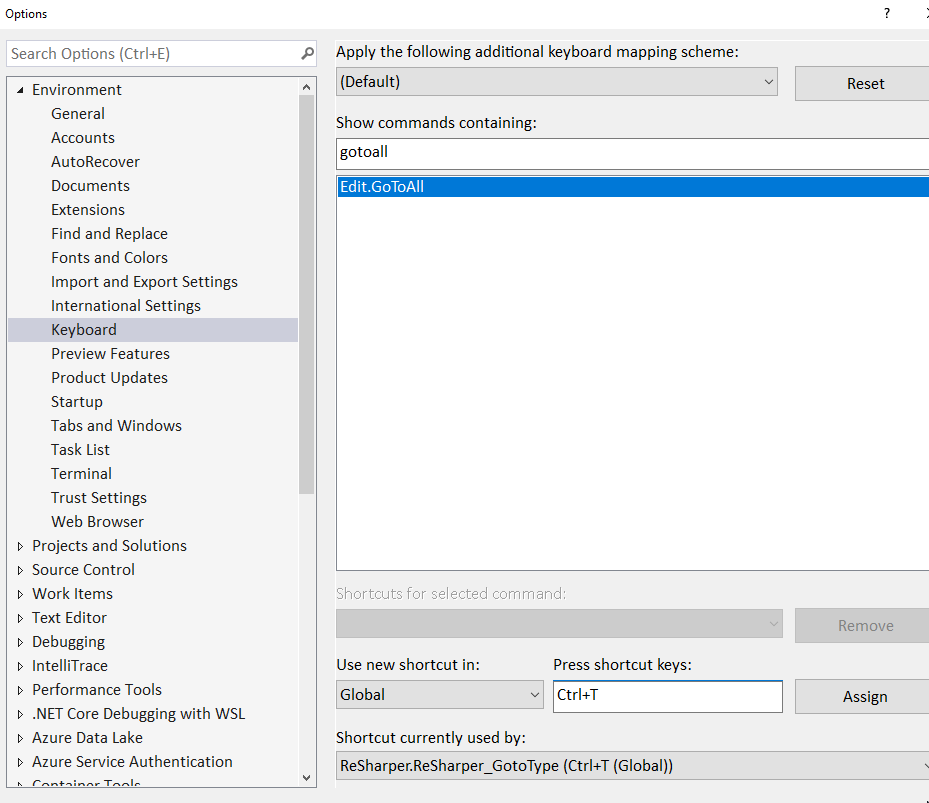 Options
?
Search Options (Ctrl+E)
Environment
General
Accounts
AutoRecover
Documents
Extensions
Find and Replace
Fonts and Colors
Import and Export Settings
International Settings
Keyboard
Preview Features
Product Updates
Startup
Tabs and Windows
Task List
Terminal
Trust Settings
Web Browser
Projects and Solutions
Source Control
Work Items
Text Editor
Debugging
IntelliTrace
Performance Tools
.NET Core Debugging with WSL
Azure Data Lake
Azure Service Authentication
Container Tools
Apply the following additional keyboard mapping scheme:
(Default)
Reset
Show commands containing:
gotoall
Edit.GoToAll
Shortcuts for selected command:
Remove
Use new shortcut in:
Press shortcut keys:
Global
Ctrl+T
Assign
Shortcut currently used by:
ReSharper.ReSharper_GotoType (Ctrl+T (Global))